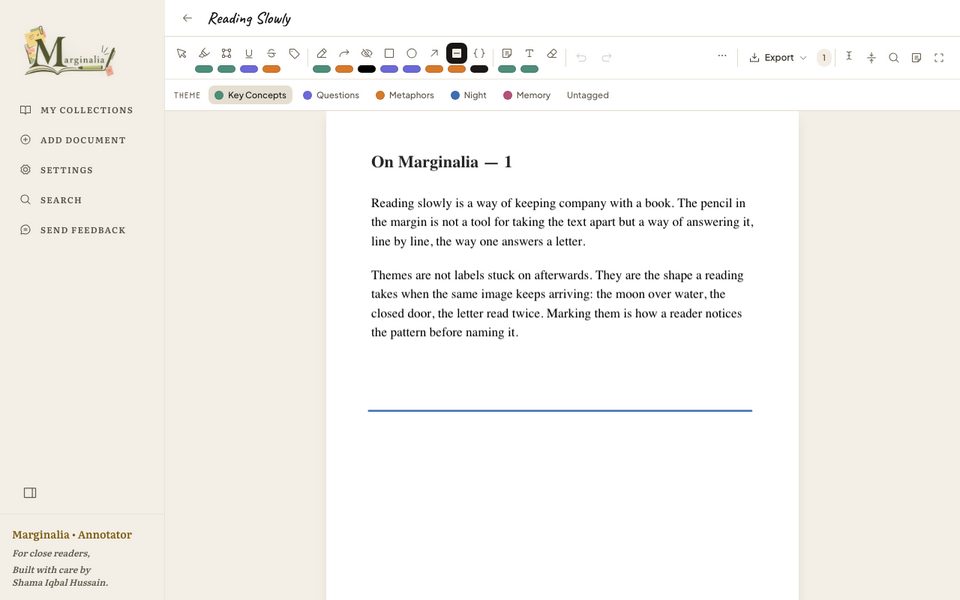 Marginalia
MY COLLECTIONS
ADD DOCUMENT
SETTINGS
SEARCH
SEND FEEDBACK
Marginalia • Annotator
For close readers,
Built with care by
Shama Iqbal Hussain.
Reading Slowly
U S T
Export 1
THEME Key Concepts Questions Metaphors Night Memory Untagged
On Marginalia — 1
Reading slowly is a way of keeping company with a book. The pencil in
the margin is not a tool for taking the text apart but a way of answering it,
line by line, the way one answers a letter.
Themes are not labels stuck on afterwards. They are the shape a reading
takes when the same image keeps arriving: the moon over water, the
closed door, the letter read twice. Marking them is how a reader notices
the pattern before naming it.